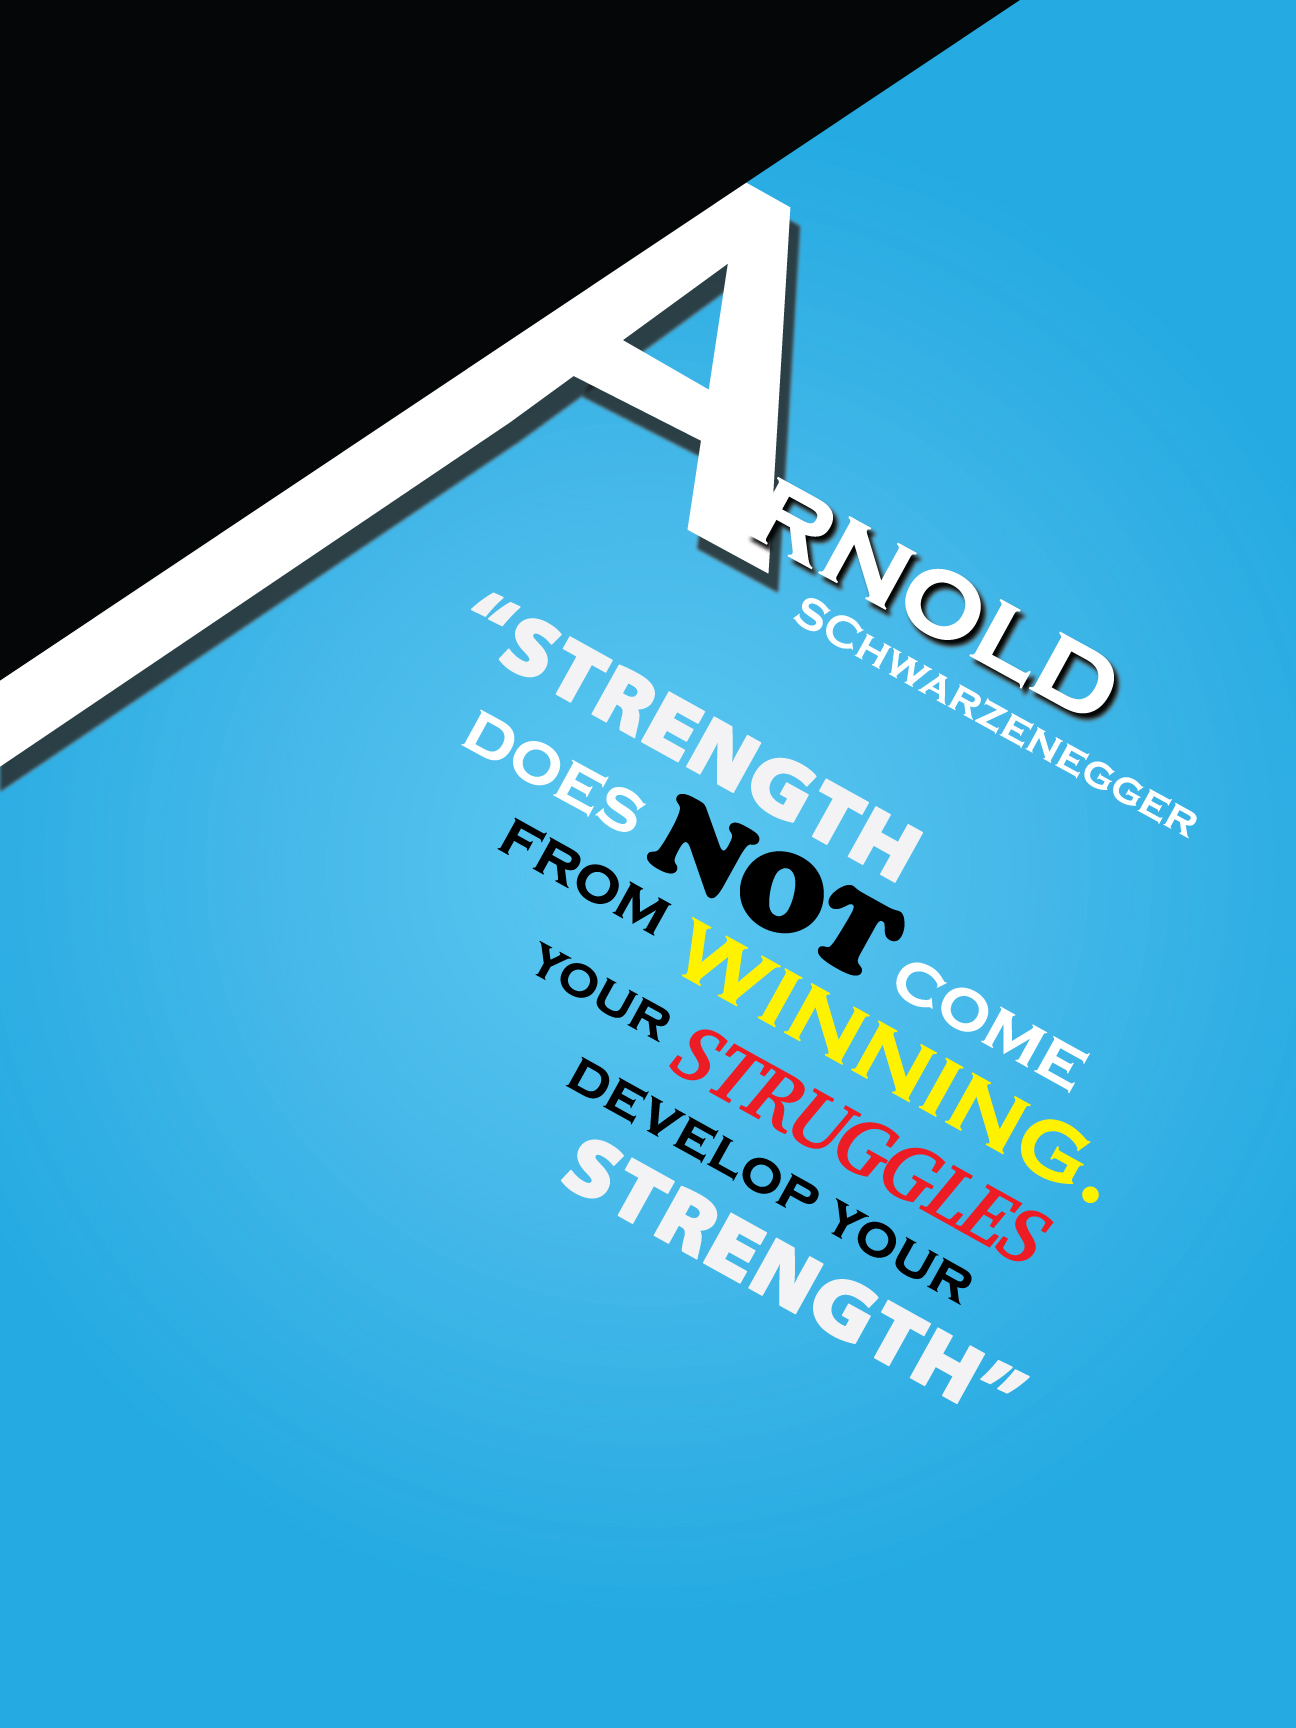 ARNOLD
SCHWARZENEGGER
“STRENGTH
DOES NOT COME
FROM WINNING.
YOUR STRUGGLES
DEVELOP YOUR
STRENGTH”